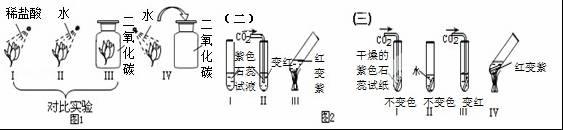 稀盐酸 水 二氧化碳 水 二氧化碳
I II III IV
对比实验
图1
(二)
CO₂
紫色石蕊试液 变红 红变紫
I II III
图2
(三)
CO₂ CO₂
干燥的紫色石蕊试纸 水 红变紫
不变色 不变色 变红
I II III IV